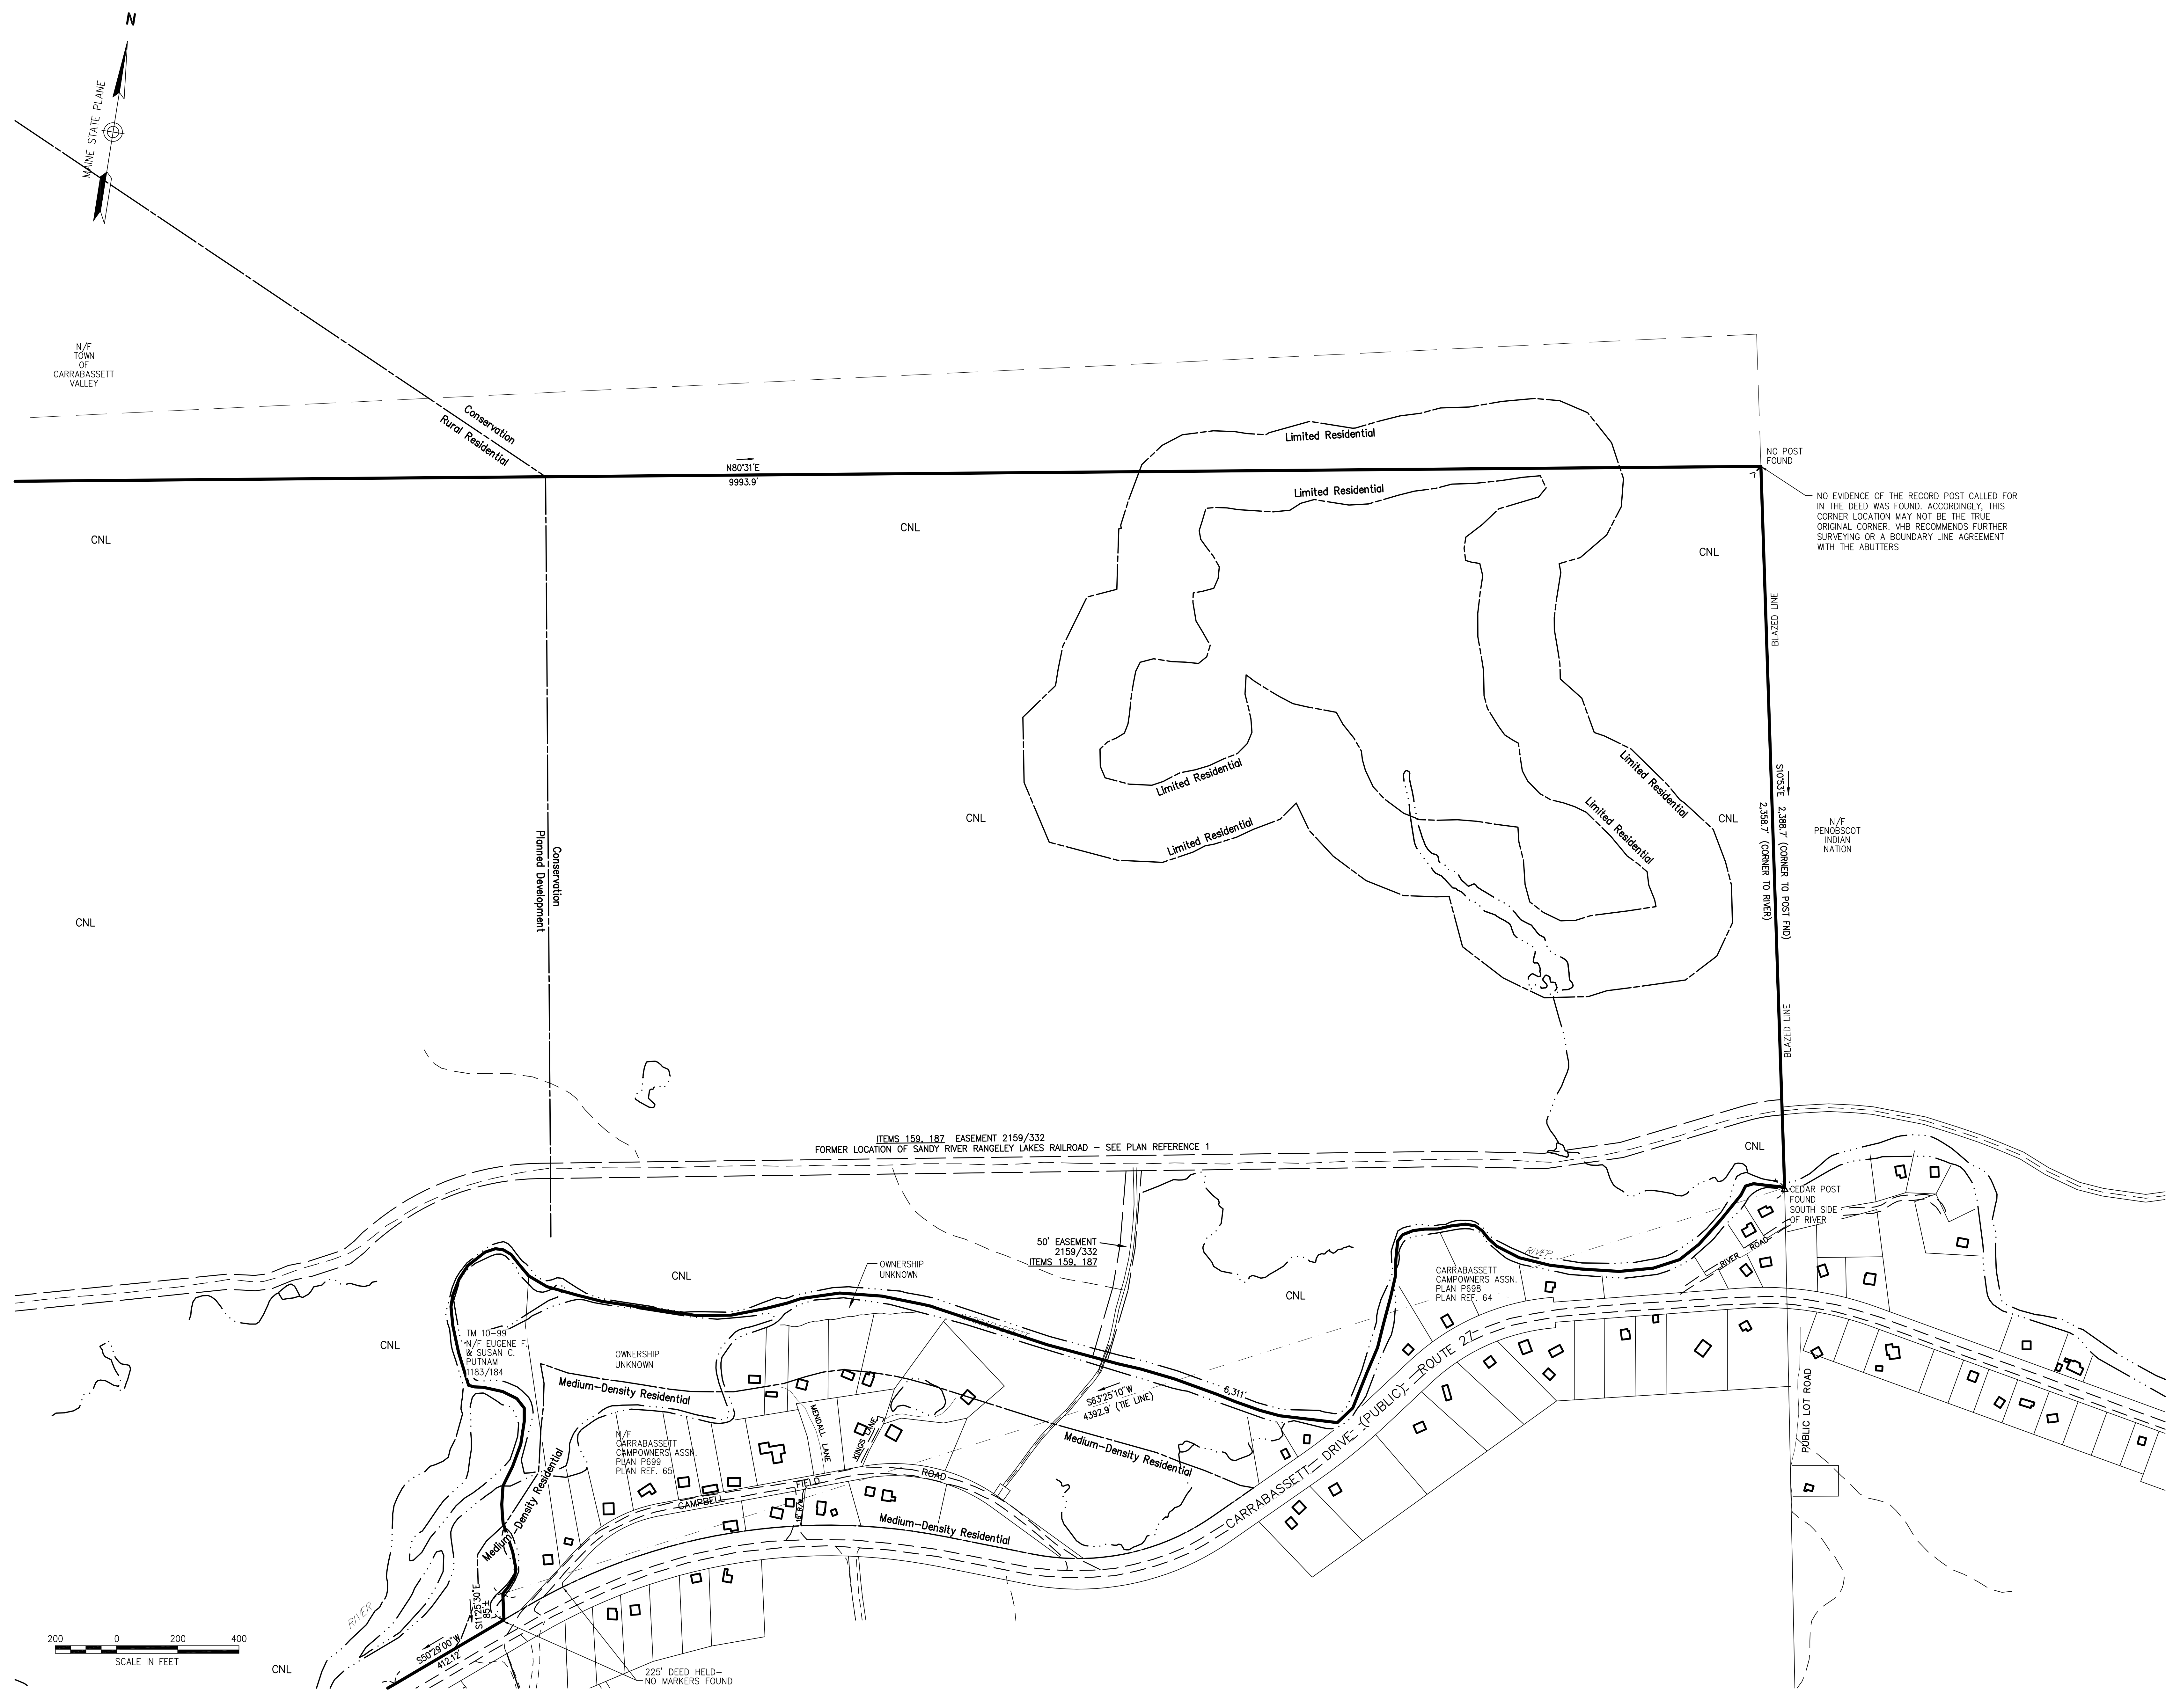 N
MAINE STATE PLANE
N/F
TOWN
OF
CARRABASSETT
VALLEY
Conservation
Rural Residential
N80°31'E
9993.9'
Limited Residential
Limited Residential
NO POST
FOUND
NO EVIDENCE OF THE RECORD POST CALLED FOR
IN THE DEED WAS FOUND. ACCORDINGLY, THIS
CORNER LOCATION MAY NOT BE THE TRUE
ORIGINAL CORNER. VHB RECOMMENDS FURTHER
SURVEYING OR A BOUNDARY LINE AGREEMENT
WITH THE ABUTTERS
CNL
CNL
CNL
BLAZED LINE
S10°53'E 2,388.7' (CORNER TO POST FND)
2,358.7' (CORNER TO RIVER)
Limited Residential
Limited Residential
Limited Residential
Limited Residential
CNL
CNL
N/F
PENOBSCOT
INDIAN
NATION
Conservation
Planned Development
CNL
BLAZED LINE
ITEMS 159, 187 EASEMENT 2159/332
FORMER LOCATION OF SANDY RIVER RANGELEY LAKES RAILROAD - SEE PLAN REFERENCE 1
CNL
CEDAR POST
FOUND
SOUTH SIDE
OF RIVER
50' EASEMENT
2159/332
ITEMS 159, 187
RIVER
RIVER ROAD
OWNERSHIP
UNKNOWN
CNL
CNL
CARRABASSETT
CAMPOWNERS ASSN.
PLAN P698
PLAN REF. 64
TM 10-99
N/F EUGENE F.
& SUSAN C.
PUTNAM
1183/184
CNL
OWNERSHIP
UNKNOWN
Medium-Density Residential
S63°25'10"W
4392.9' (TIE LINE)
6,311'
CARRABASSETT DRIVE (PUBLIC) ROUTE 27
PUBLIC LOT ROAD
MENDALL LANE
KINGS LANE
N/F
CARRABASSETT
CAMPOWNERS ASSN.
PLAN P699
PLAN REF. 65
Medium-Density Residential
Medium-Density Residential
CAMPBELL FIELD ROAD
Medium-Density Residential
S11°25'30"E
85'±
RIVER
S50°29'00"W
412.12'
CNL
225' DEED HELD-
NO MARKERS FOUND
200 0 200 400
SCALE IN FEET